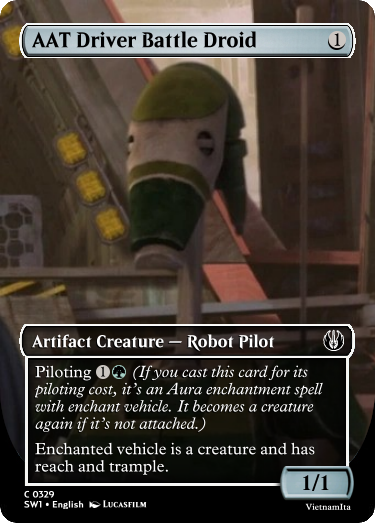 AAT Driver Battle Droid 1
Artifact Creature — Robot Pilot
Piloting 1 (If you cast this card for its
piloting cost, it's an Aura enchantment spell
with enchant vehicle. It becomes a creature
again if it's not attached.)
Enchanted vehicle is a creature and has
reach and trample.
1/1
C 0329
SW1 • English LUCASFILM
VietnamIta